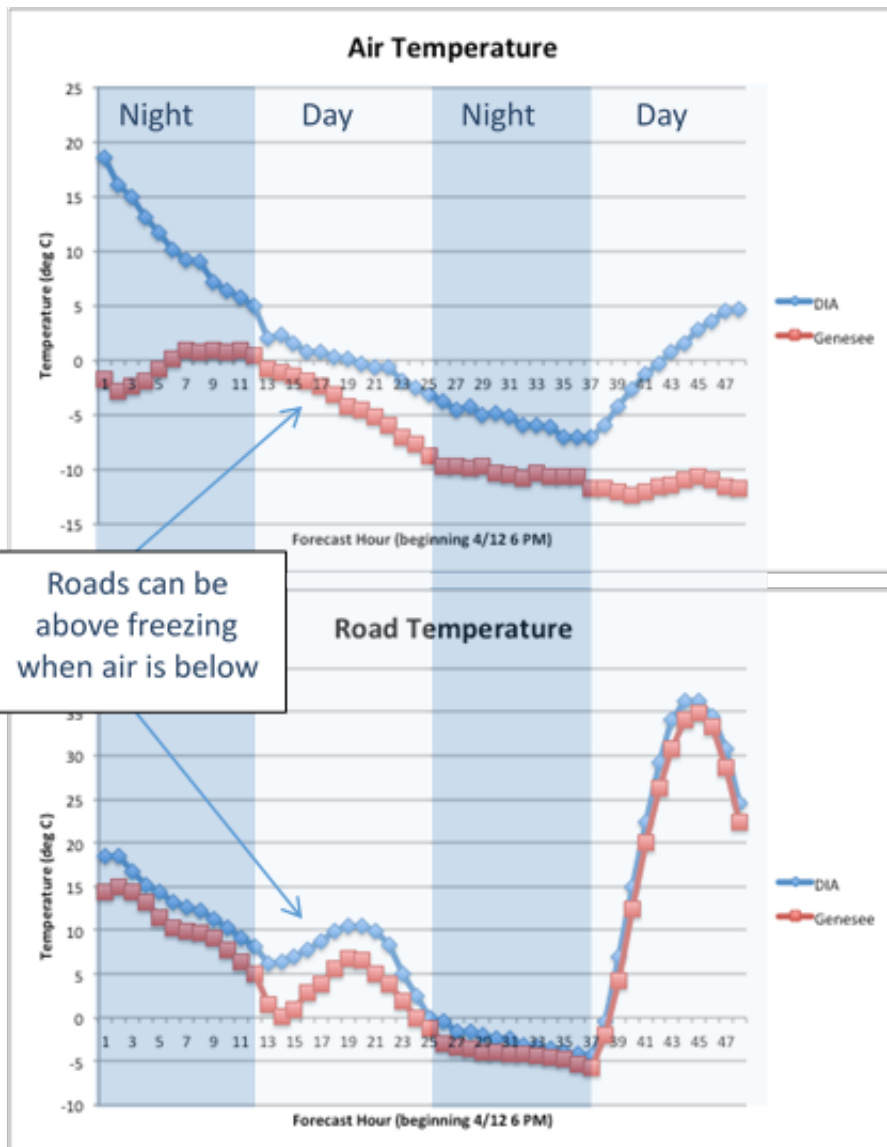 Air Temperature
Night Day Night Day
25
20
15
10
5
0
-5
-10
-15
Temperature (deg C)
1 3 5 7 9 11 13 15 17 19 21 23 25 27 29 31 33 35 37 39 41 43 45 47
DIA
Genesee
Forecast Hour (beginning 4/12 6 PM)
Roads can be
above freezing
when air is below
Road Temperature
35
30
25
20
15
10
5
0
-5
-10
Temperature (deg C)
1 3 5 7 9 11 13 15 17 19 21 23 25 27 29 31 33 35 37 39 41 43 45 47
DIA
Genesee
Forecast Hour (beginning 4/12 6 PM)